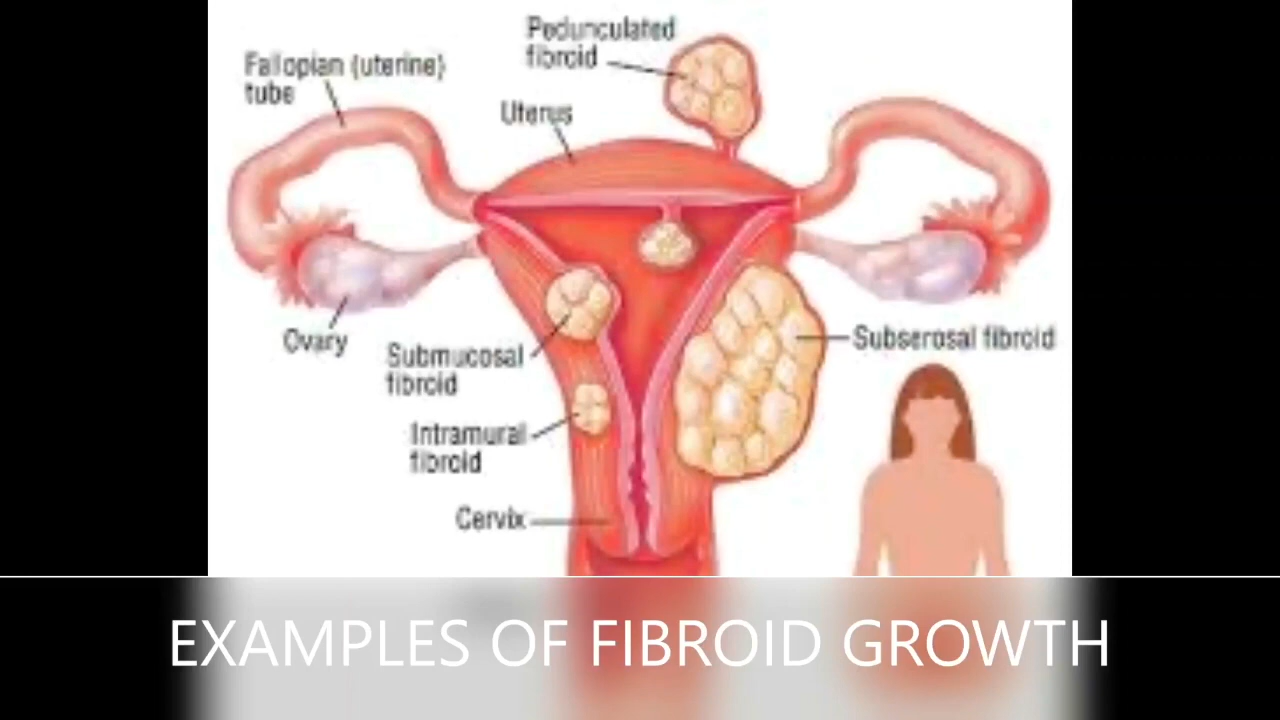 Pedunculated
fibroid
Fallopian (uterine)
tube
Uterus
Ovary
Submucosal
fibroid
Subserosal fibroid
Intramural
fibroid
Cervix
EXAMPLES OF FIBROID GROWTH